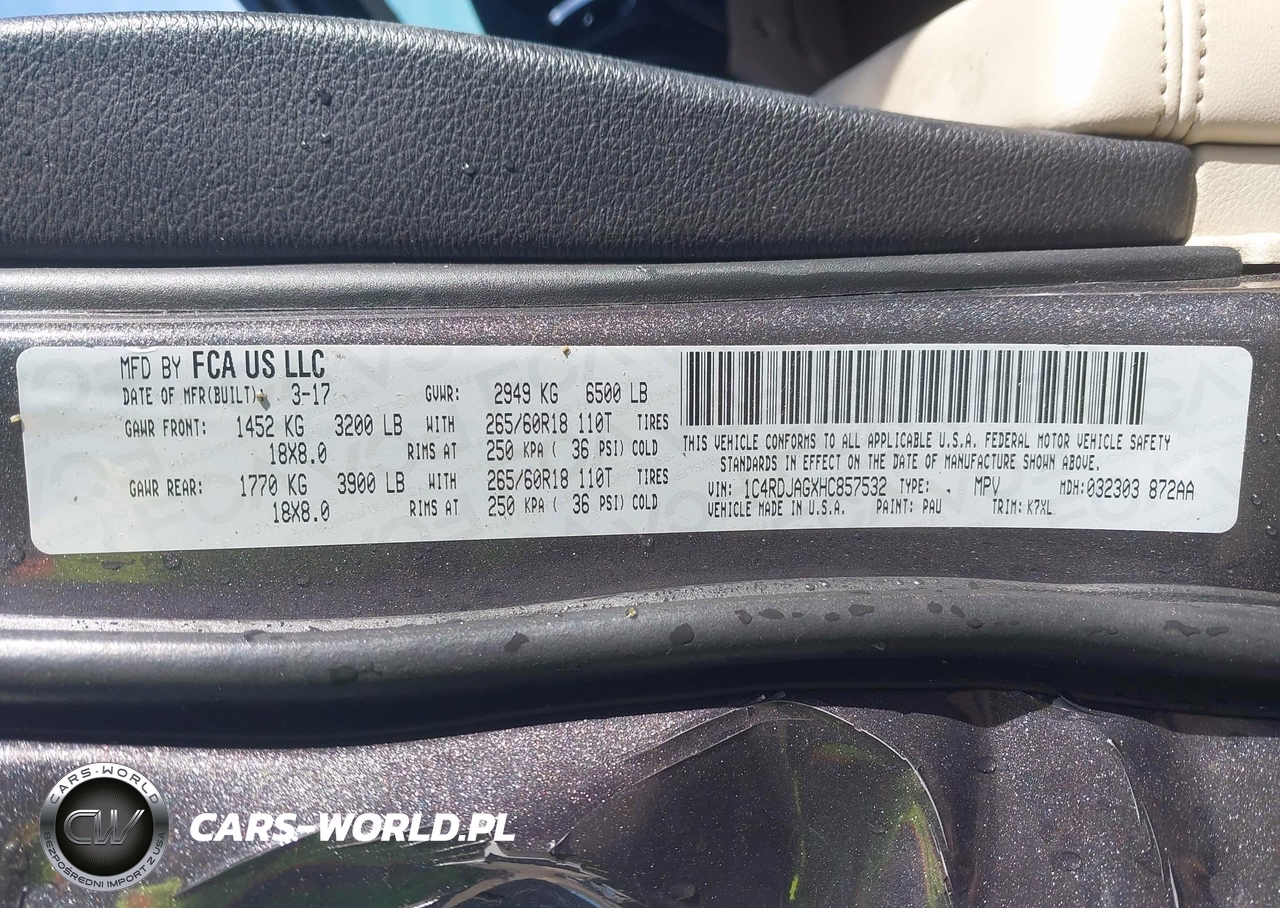 MFD BY FCA US LLC
DATE OF MFR(BUILT): 3-17 GVWR: 2949 KG 6500 LB
GAWR FRONT: 1452 KG 3200 LB WITH 265/60R18 110T TIRES
18X8.0 RIMS AT 250 KPA ( 36 PSI) COLD
GAWR REAR: 1770 KG 3900 LB WITH 265/60R18 110T TIRES
18X8.0 RIMS AT 250 KPA ( 36 PSI) COLD
THIS VEHICLE CONFORMS TO ALL APPLICABLE U.S.A. FEDERAL MOTOR VEHICLE SAFETY
STANDARDS IN EFFECT ON THE DATE OF MANUFACTURE SHOWN ABOVE.
VIN: 1C4RDJAGXHC857532 TYPE: MPV MDH:032303 872AA
VEHICLE MADE IN U.S.A. PAINT: PAU TRIM: K7XL
CARS-WORLD
CW
BEZPOŚREDNI IMPORT Z USA
CARS-WORLD.PL